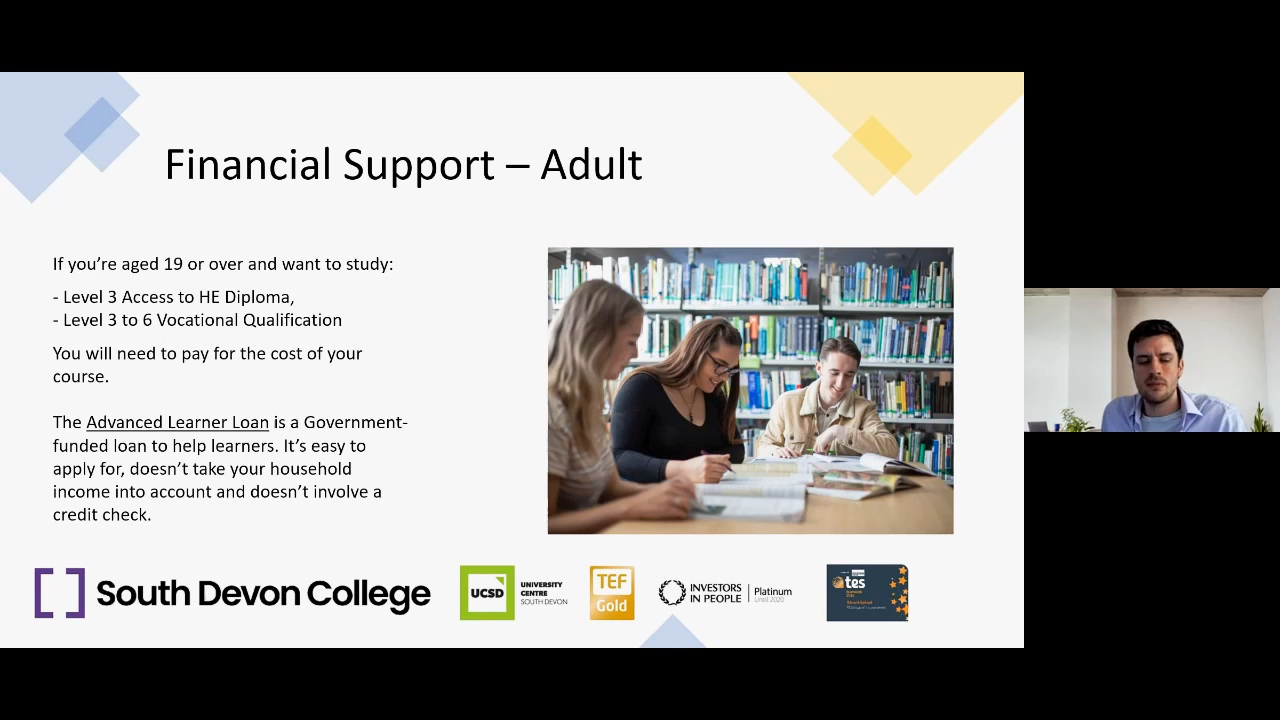 Financial Support – Adult
If you’re aged 19 or over and want to study:
- Level 3 Access to HE Diploma,
- Level 3 to 6 Vocational Qualification
You will need to pay for the cost of your
course.
The Advanced Learner Loan is a Government-
funded loan to help learners. It’s easy to
apply for, doesn’t take your household
income into account and doesn’t involve a
credit check.
South Devon College
UCSD
UNIVERSITY
CENTRE
SOUTH DEVON
TEF
Gold
INVESTORS
IN PEOPLE
Platinum
Until 2020
tes